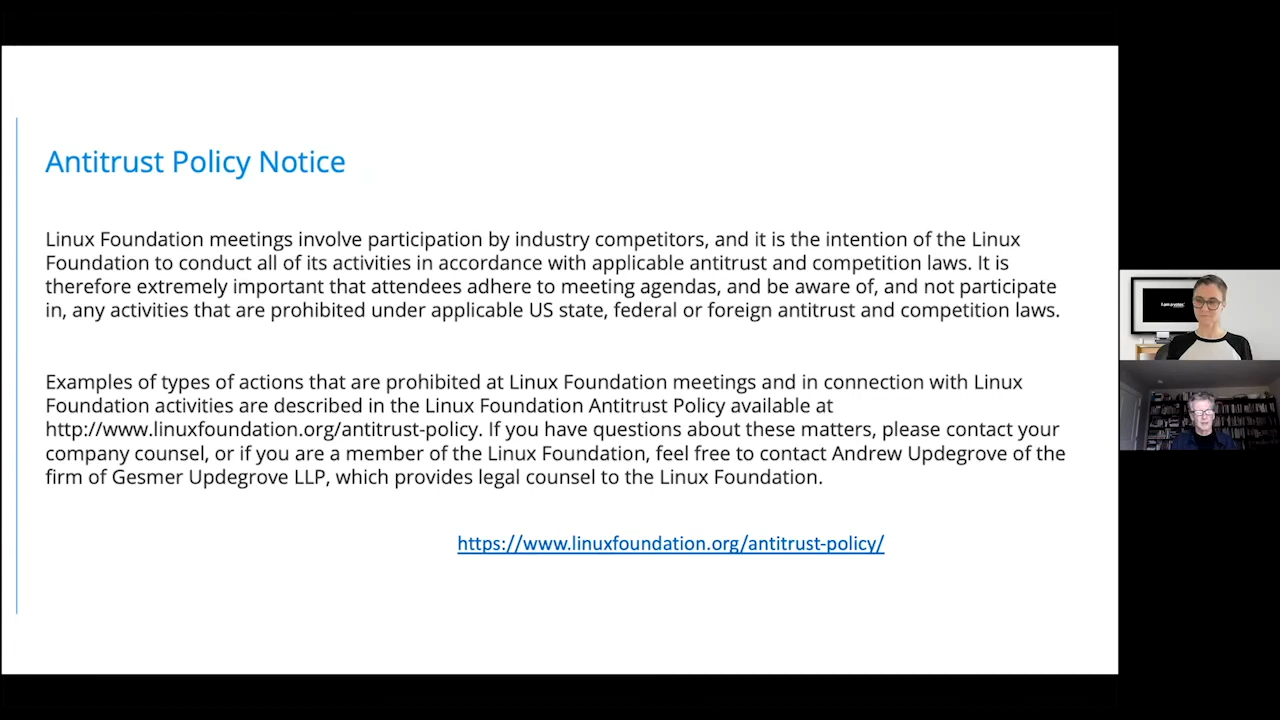 Antitrust Policy Notice
Linux Foundation meetings involve participation by industry competitors, and it is the intention of the Linux
Foundation to conduct all of its activities in accordance with applicable antitrust and competition laws. It is
therefore extremely important that attendees adhere to meeting agendas, and be aware of, and not participate
in, any activities that are prohibited under applicable US state, federal or foreign antitrust and competition laws.
Examples of types of actions that are prohibited at Linux Foundation meetings and in connection with Linux
Foundation activities are described in the Linux Foundation Antitrust Policy available at
http://www.linuxfoundation.org/antitrust-policy. If you have questions about these matters, please contact your
company counsel, or if you are a member of the Linux Foundation, feel free to contact Andrew Updegrove of the
firm of Gesmer Updegrove LLP, which provides legal counsel to the Linux Foundation.
https://www.linuxfoundation.org/antitrust-policy/
I am a voter.